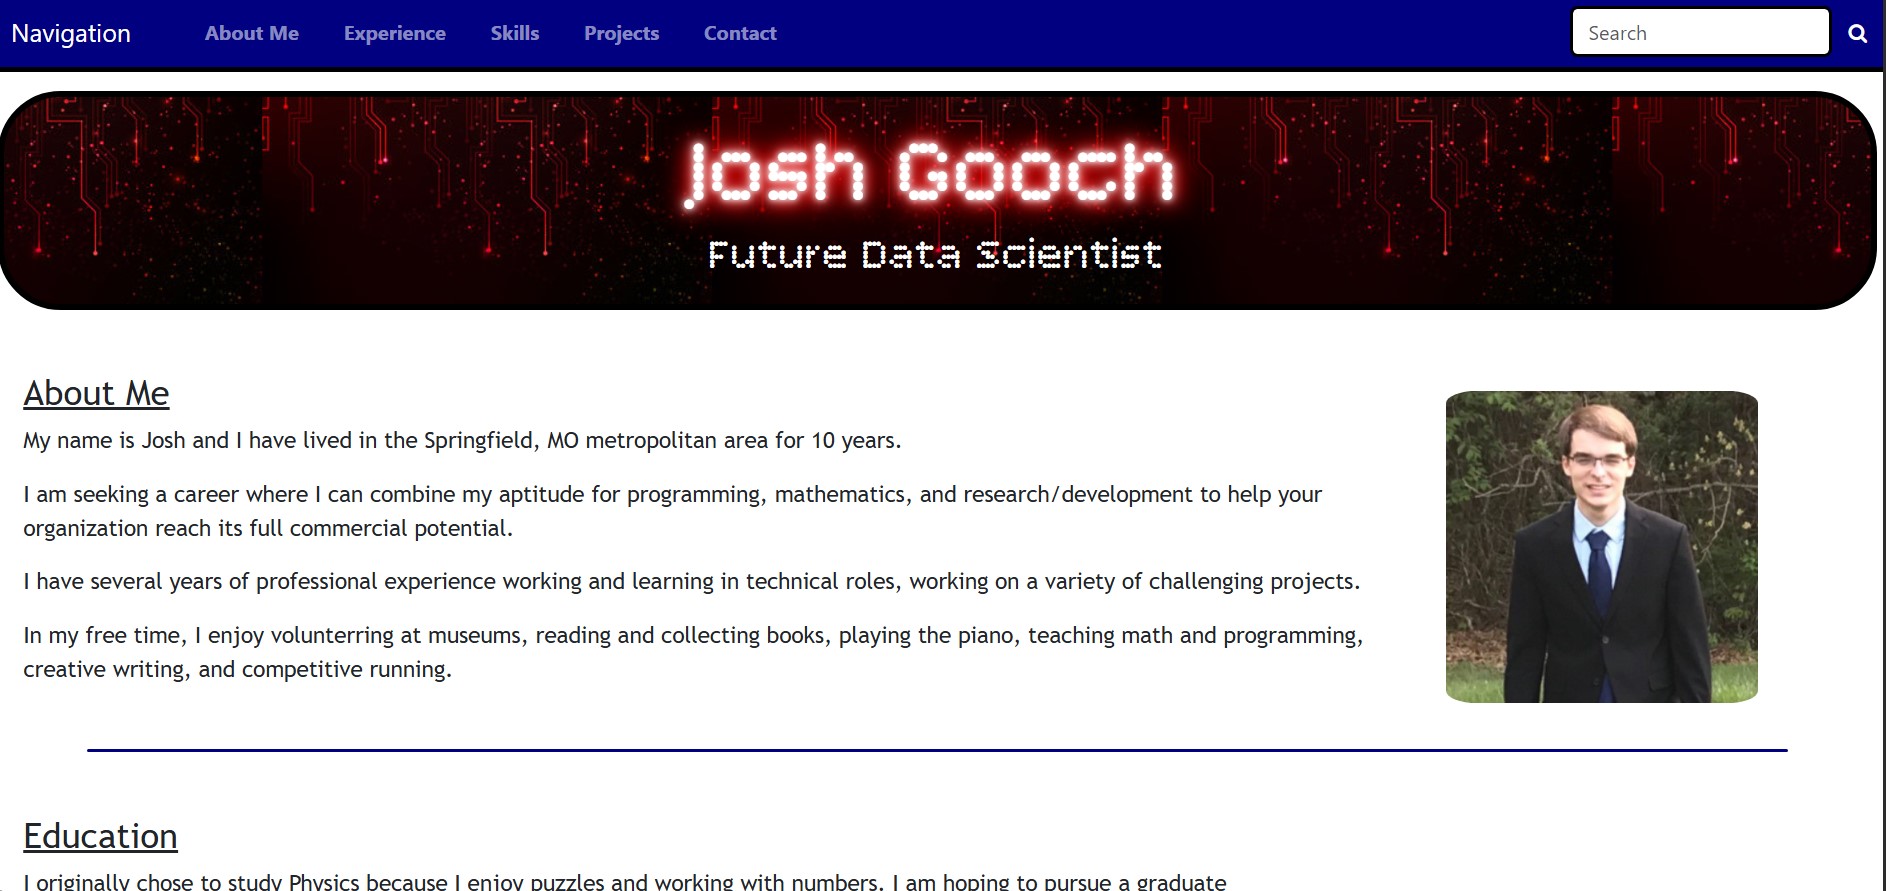 Navigation About Me Experience Skills Projects Contact Search
Josh Gooch
Future Data Scientist
About Me
My name is Josh and I have lived in the Springfield, MO metropolitan area for 10 years.
I am seeking a career where I can combine my aptitude for programming, mathematics, and research/development to help your
organization reach its full commercial potential.
I have several years of professional experience working and learning in technical roles, working on a variety of challenging projects.
In my free time, I enjoy volunterring at museums, reading and collecting books, playing the piano, teaching math and programming,
creative writing, and competitive running.
Education
I originally chose to study Physics because I enjoy puzzles and working with numbers. I am hoping to pursue a graduate